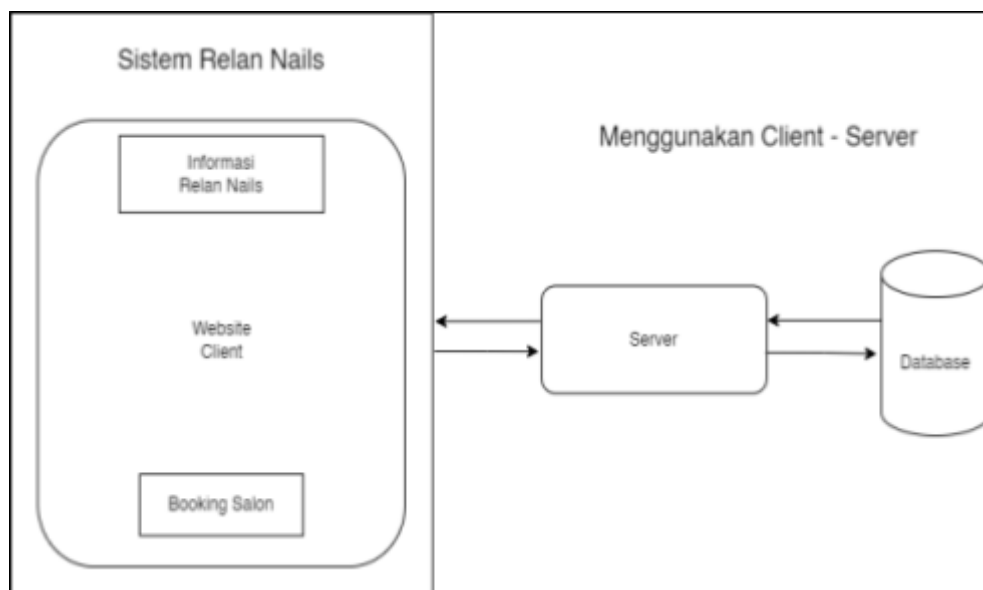 Sistem Relan Nails
Informasi
Relan Nails
Website
Client
Booking Salon
Menggunakan Client - Server
Server
Database